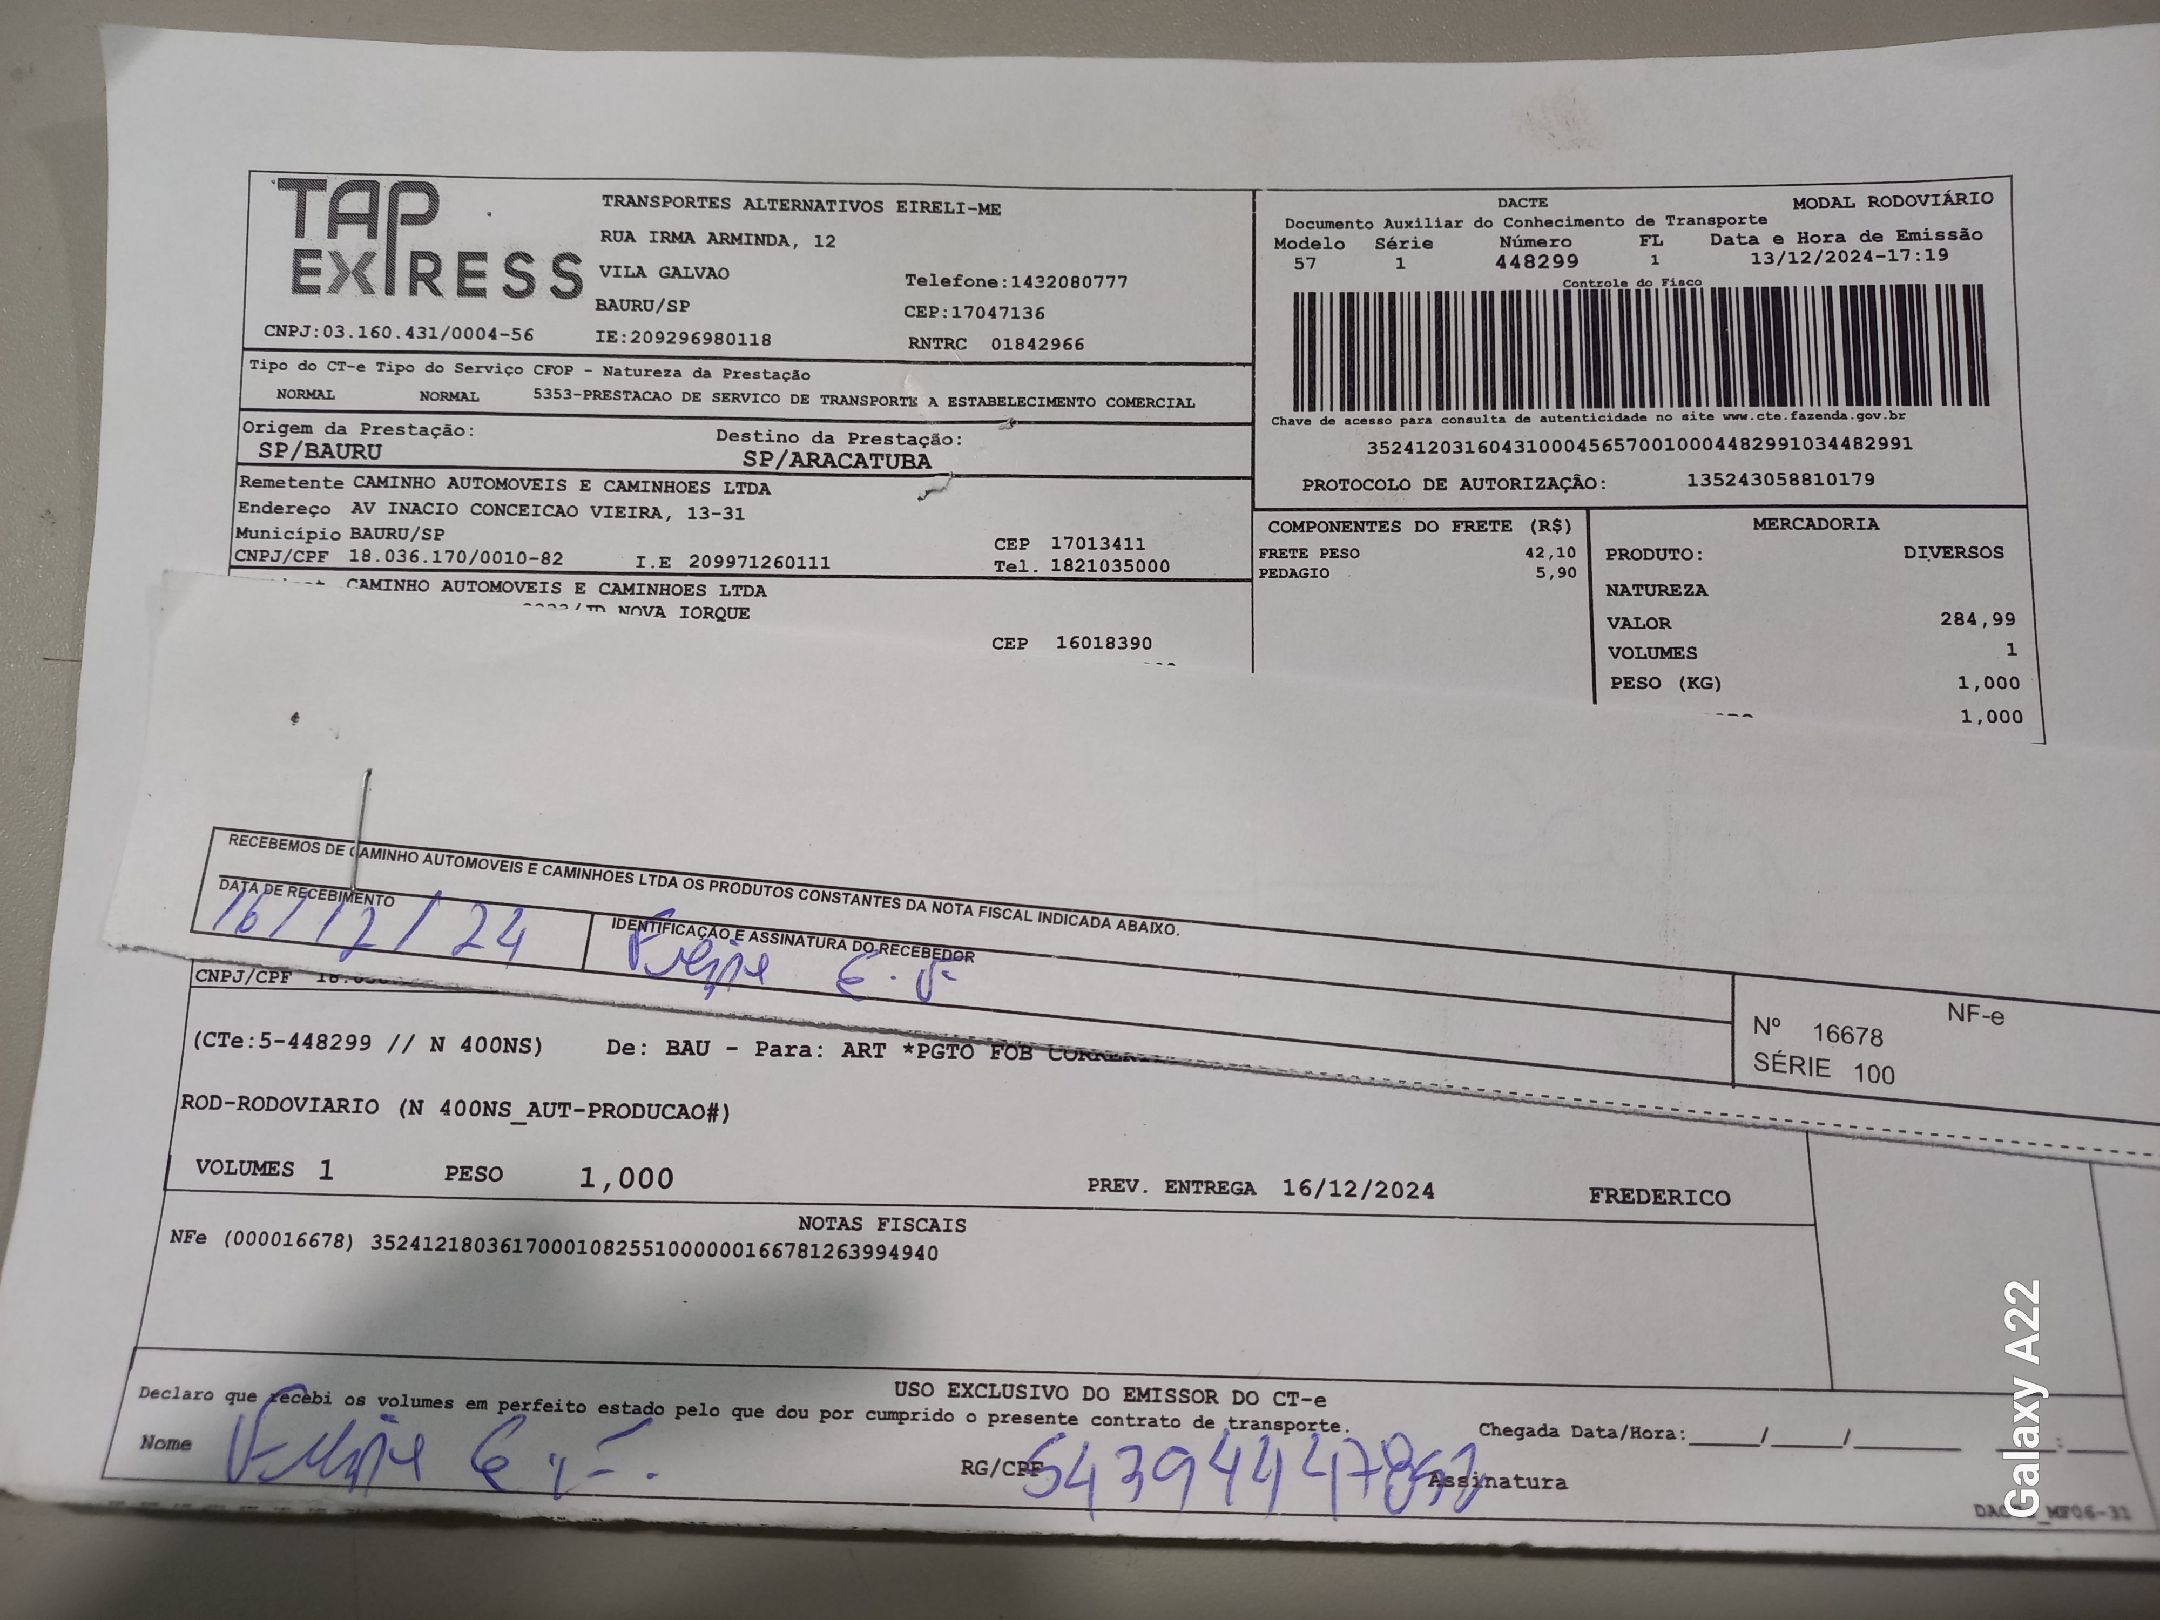 TAP EXPRESS
TRANSPORTES ALTERNATIVOS EIRELI-ME
RUA IRMA ARMINDA, 12
VILA GALVAO Telefone:1432080777
BAURU/SP CEP:17047136
CNPJ:03.160.431/0004-56 IE:209296980118 RNTRC 01842966
DACTE MODAL RODOVIÁRIO
Documento Auxiliar do Conhecimento de Transporte
Modelo Série Número FL Data e Hora de Emissão
57 1 448299 1 13/12/2024-17:19
Controle do Fisco
Chave de acesso para consulta de autenticidade no site www.cte.fazenda.gov.br
35241203160431000456570010004482991034482991
PROTOCOLO DE AUTORIZAÇÃO: 135243058810179
Tipo do CT-e Tipo do Serviço CFOP - Natureza da Prestação
NORMAL NORMAL 5353-PRESTACAO DE SERVICO DE TRANSPORTE A ESTABELECIMENTO COMERCIAL
Origem da Prestação: Destino da Prestação:
SP/BAURU SP/ARACATUBA
Remetente CAMINHO AUTOMOVEIS E CAMINHOES LTDA
Endereço AV INACIO CONCEICAO VIEIRA, 13-31
Município BAURU/SP CEP 17013411
CNPJ/CPF 18.036.170/0010-82 I.E 209971260111 Tel. 1821035000
CAMINHO AUTOMOVEIS E CAMINHOES LTDA
NOVA IORQUE
CEP 16018390
COMPONENTES DO FRETE (R$)
FRETE PESO 42,10
PEDAGIO 5,90
MERCADORIA
PRODUTO: DIVERSOS
NATUREZA
VALOR 284,99
VOLUMES 1
PESO (KG) 1,000
1,000
RECEBEMOS DE CAMINHO AUTOMOVEIS E CAMINHOES LTDA OS PRODUTOS CONSTANTES DA NOTA FISCAL INDICADA ABAIXO.
DATA DE RECEBIMENTO IDENTIFICAÇÃO E ASSINATURA DO RECEBEDOR
16/12/24 Felipe E. F.
NF-e
Nº 16678
SÉRIE 100
CNPJ/CPF
(CTe:5-448299 // N 400NS) De: BAU - Para: ART *PGTO FOB
ROD-RODOVIARIO (N 400NS_AUT-PRODUCAO#)
VOLUMES 1 PESO 1,000 PREV. ENTREGA 16/12/2024 FREDERICO
NOTAS FISCAIS
NFe (000016678) 35241218036170001082551000000166781263994940
USO EXCLUSIVO DO EMISSOR DO CT-e
Declaro que recebi os volumes em perfeito estado pelo que dou por cumprido o presente contrato de transporte.
Chegada Data/Hora:____/____/________ ____:____
Nome Felipe E. F. RG/CPF Assinatura
Galaxy A22